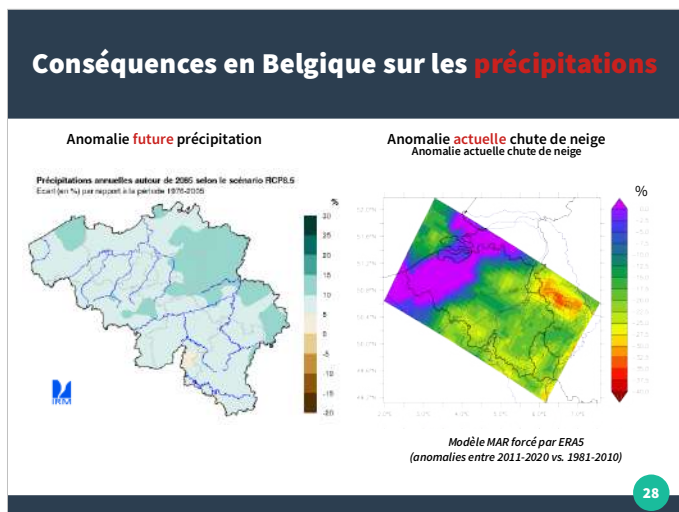 Conséquences en Belgique sur les précipitations
Anomalie future précipitation
Anomalie actuelle chute de neige
Anomalie actuelle chute de neige
Précipitations annuelles autour de 2085 selon le scénario RCP8.5
Ecart (en %) par rapport à la période 1976-2005
%
30
25
20
15
10
5
0
-5
-10
-15
-20
IRM
%
Modèle MAR forcé par ERA5
(anomalies entre 2011-2020 vs. 1981-2010)
28